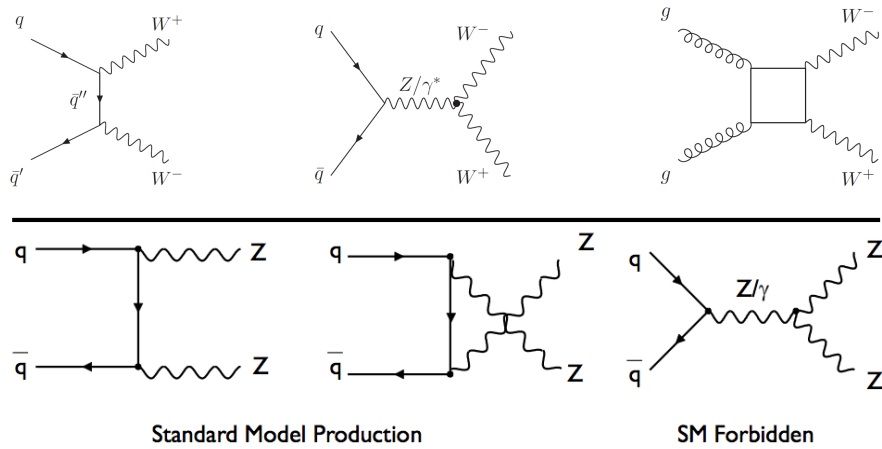 q W⁺ q W⁻ g W⁻
q̄″ Z/γ*
q̄′ W⁻ q̄ W⁺ g W⁺
q Z q Z q Z
Z/γ
q̄ Z q̄ Z q̄ Z
Standard Model Production SM Forbidden